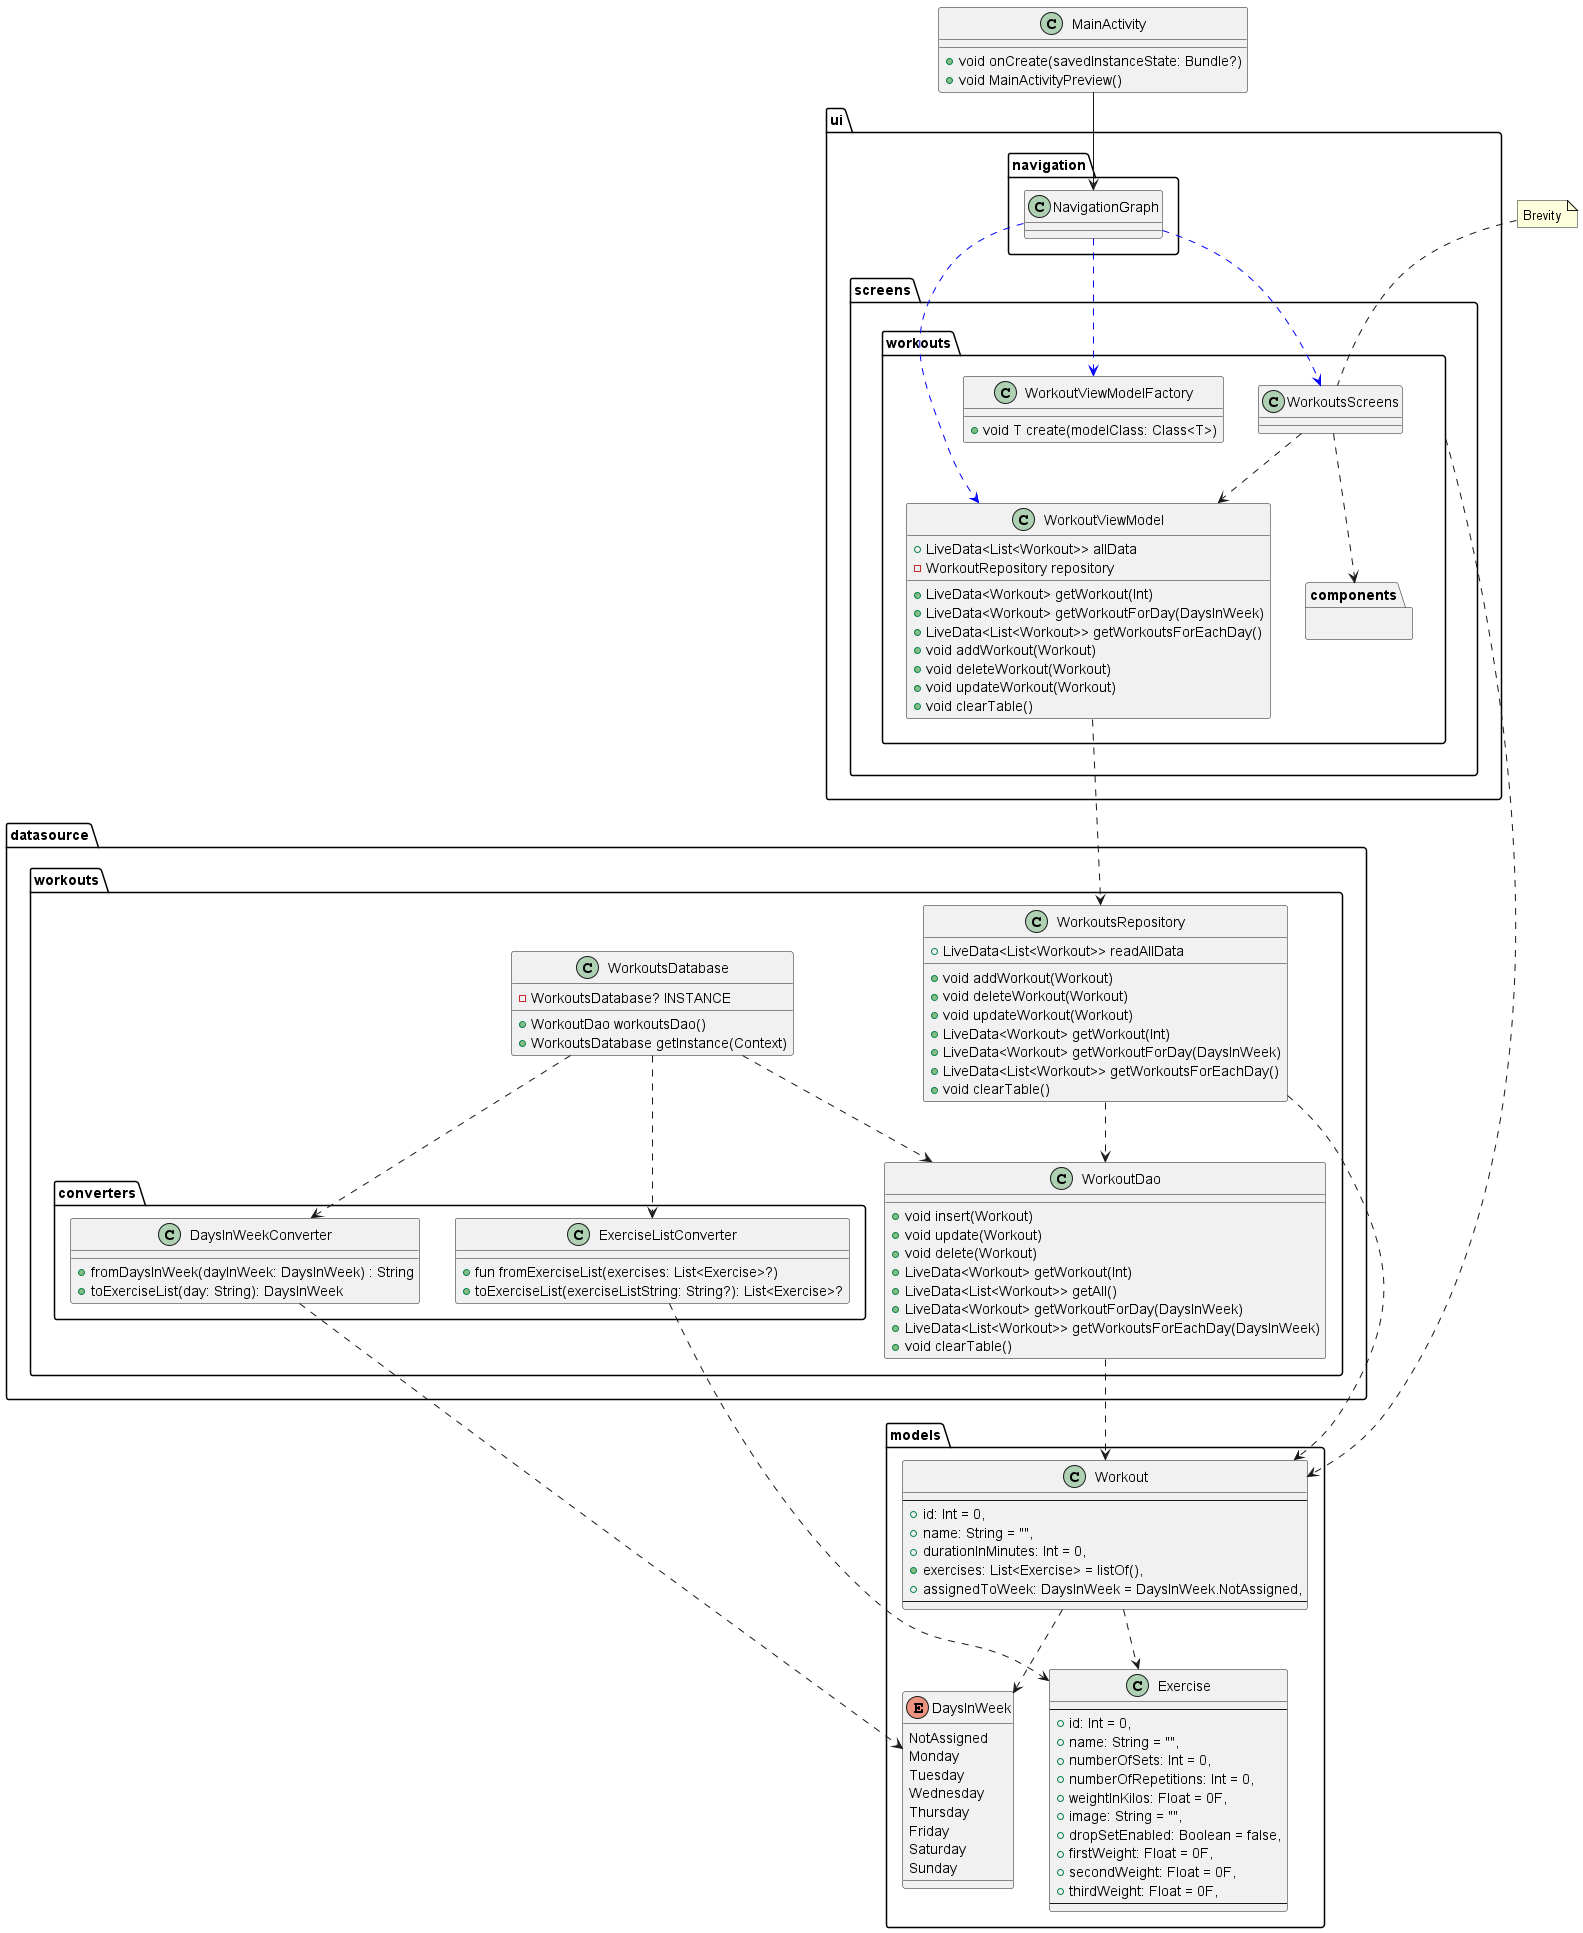 C MainActivity
void onCreate(savedInstanceState: Bundle?)
void MainActivityPreview()
ui
navigation
C NavigationGraph
Brevity
screens
workouts
C WorkoutViewModelFactory
void T create(modelClass: Class<T>)
C WorkoutsScreens
C WorkoutViewModel
LiveData<List<Workout>> allData
WorkoutRepository repository
LiveData<Workout> getWorkout(Int)
LiveData<Workout> getWorkoutForDay(DaysInWeek)
LiveData<List<Workout>> getWorkoutsForEachDay()
void addWorkout(Workout)
void deleteWorkout(Workout)
void updateWorkout(Workout)
void clearTable()
components
datasource
workouts
C WorkoutsRepository
LiveData<List<Workout>> readAllData
void addWorkout(Workout)
void deleteWorkout(Workout)
void updateWorkout(Workout)
LiveData<Workout> getWorkout(Int)
LiveData<Workout> getWorkoutForDay(DaysInWeek)
LiveData<List<Workout>> getWorkoutsForEachDay()
void clearTable()
C WorkoutsDatabase
WorkoutsDatabase? INSTANCE
WorkoutDao workoutsDao()
WorkoutsDatabase getInstance(Context)
converters
C DaysInWeekConverter
fromDaysInWeek(dayInWeek: DaysInWeek) : String
toExerciseList(day: String): DaysInWeek
C ExerciseListConverter
fun fromExerciseList(exercises: List<Exercise>?)
toExerciseList(exerciseListString: String?): List<Exercise>?
C WorkoutDao
void insert(Workout)
void update(Workout)
void delete(Workout)
LiveData<Workout> getWorkout(Int)
LiveData<List<Workout>> getAll()
LiveData<Workout> getWorkoutForDay(DaysInWeek)
LiveData<List<Workout>> getWorkoutsForEachDay(DaysInWeek)
void clearTable()
models
C Workout
id: Int = 0,
name: String = "",
durationInMinutes: Int = 0,
exercises: List<Exercise> = listOf(),
assignedToWeek: DaysInWeek = DaysInWeek.NotAssigned,
E DaysInWeek
NotAssigned
Monday
Tuesday
Wednesday
Thursday
Friday
Saturday
Sunday
C Exercise
id: Int = 0,
name: String = "",
numberOfSets: Int = 0,
numberOfRepetitions: Int = 0,
weightInKilos: Float = 0F,
image: String = "",
dropSetEnabled: Boolean = false,
firstWeight: Float = 0F,
secondWeight: Float = 0F,
thirdWeight: Float = 0F,